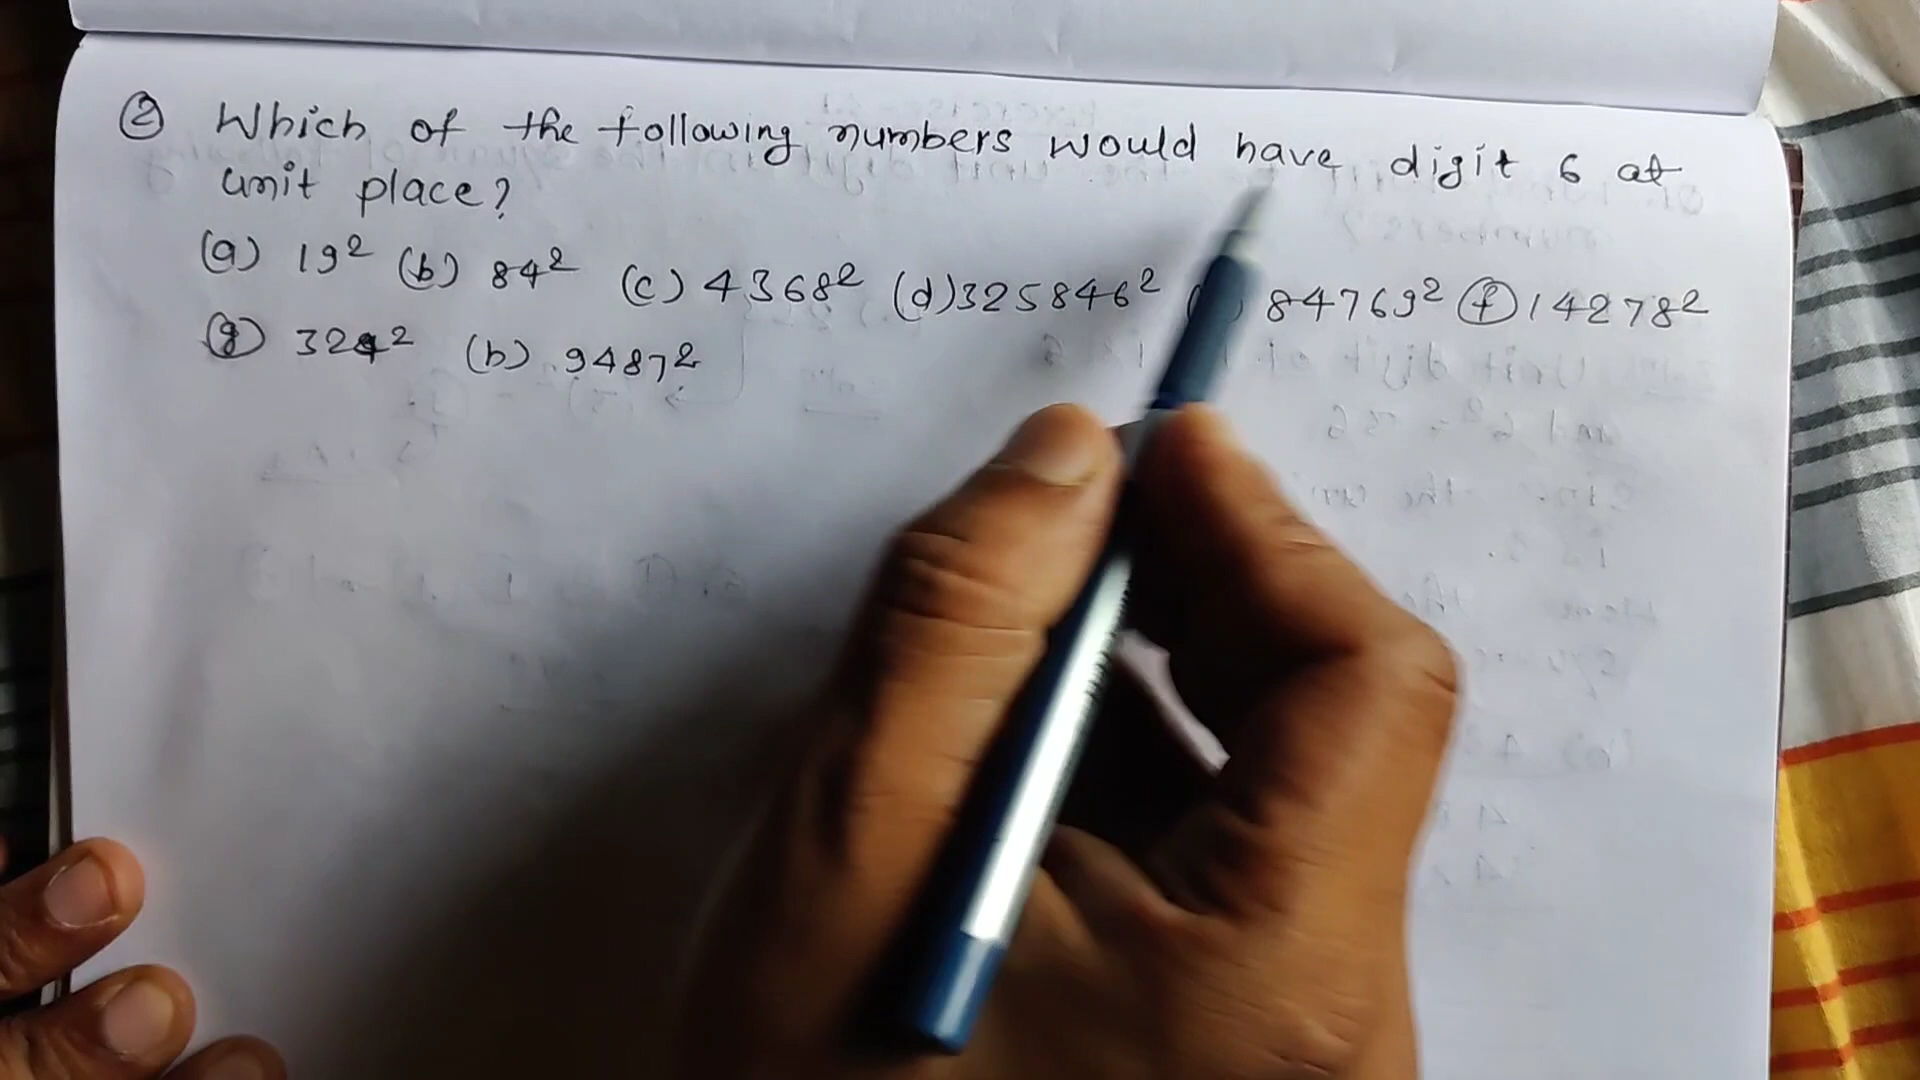 ② Which of the following numbers would have digit 6 at
unit place?
(a) 19² (b) 84² (c) 4368² (d) 325846² 84769² (f) 14278²
(g) 324² (h) 9487²